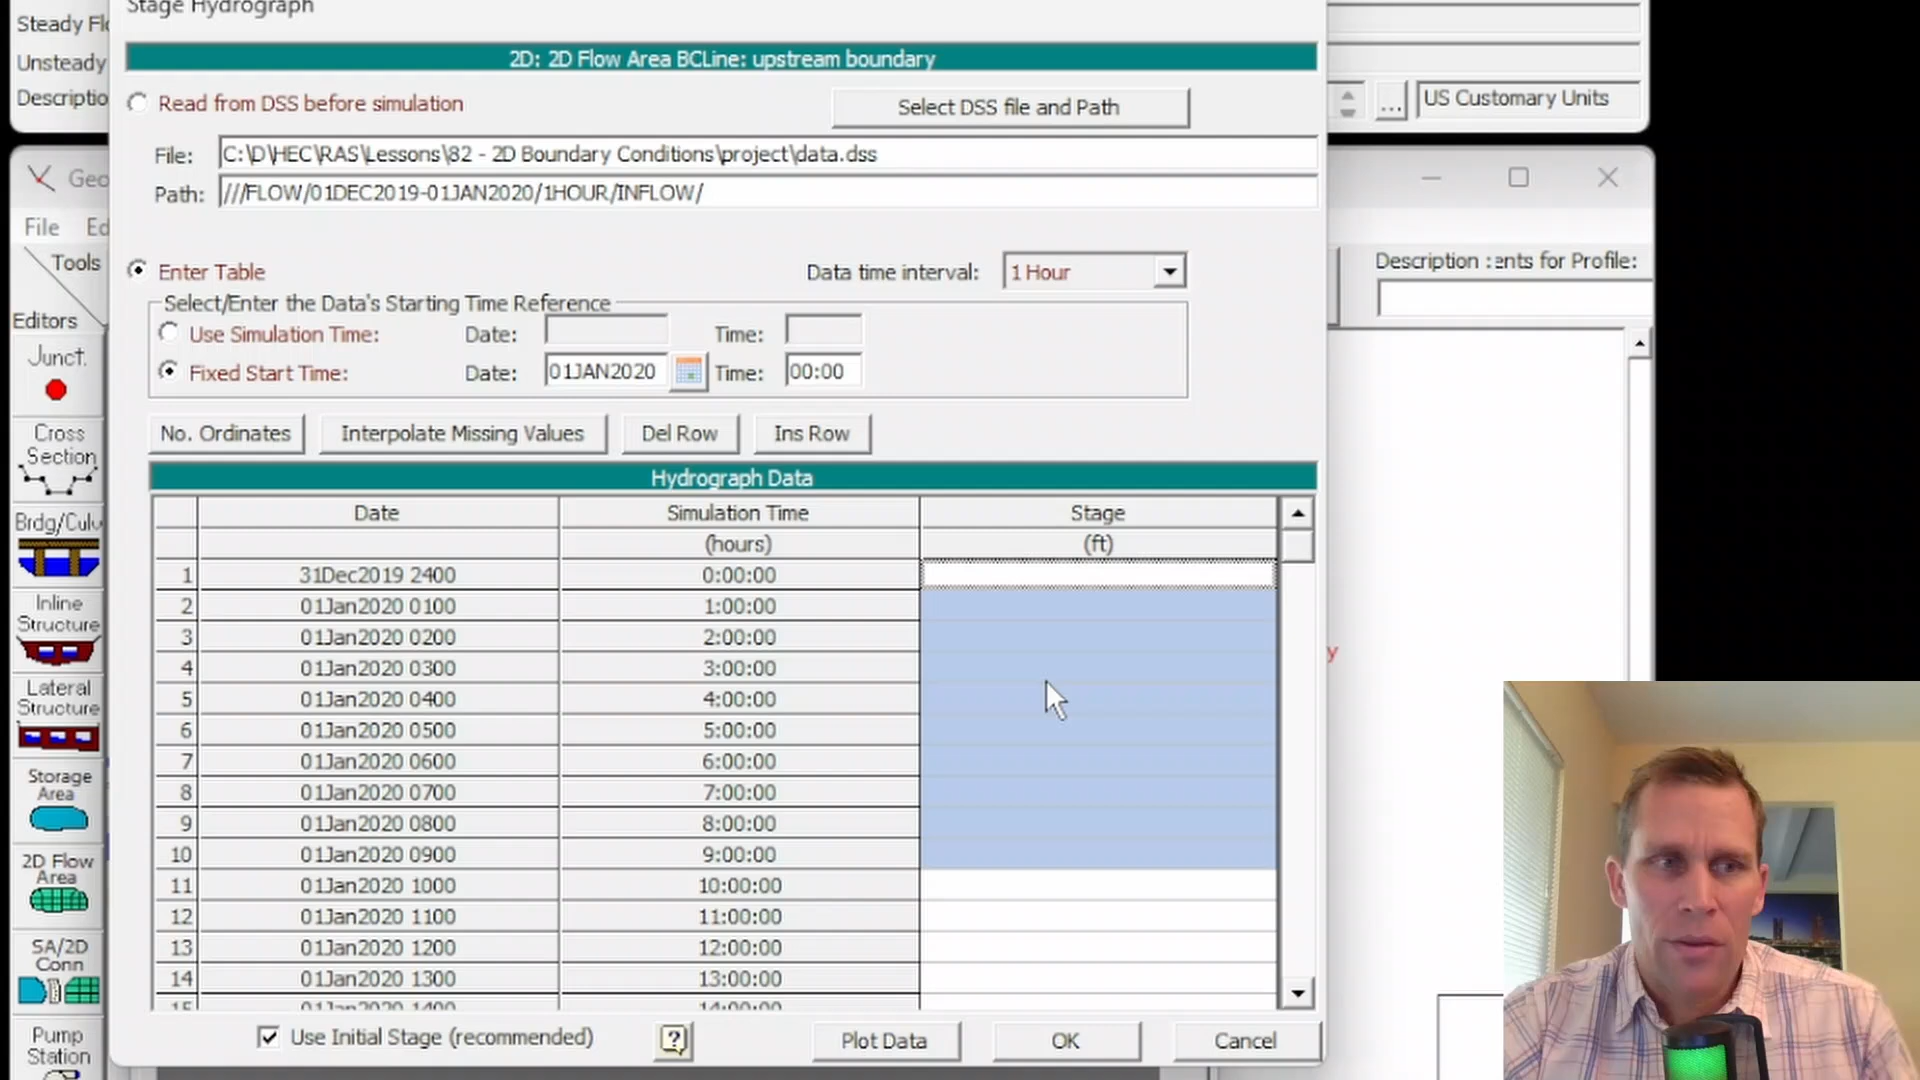 Stage Hydrograph
Steady Flo
Unsteady
Descriptio
2D: 2D Flow Area BCLine: upstream boundary
Read from DSS before simulation
Select DSS file and Path
... US Customary Units
File: C:\D\HEC\RAS\Lessons\82 - 2D Boundary Conditions\project\data.dss
Path: ///FLOW/01DEC2019-01JAN2020/1HOUR/INFLOW/
Geo
File Ed
Tools
Editors
Description : ents for Profile:
Enter Table
Data time interval: 1 Hour
Select/Enter the Data's Starting Time Reference
Use Simulation Time: Date: Time:
Fixed Start Time: Date: 01JAN2020 Time: 00:00
No. Ordinates Interpolate Missing Values Del Row Ins Row
Hydrograph Data
Date Simulation Time Stage
(hours) (ft)
1 31Dec2019 2400 0:00:00
2 01Jan2020 0100 1:00:00
3 01Jan2020 0200 2:00:00
4 01Jan2020 0300 3:00:00
5 01Jan2020 0400 4:00:00
6 01Jan2020 0500 5:00:00
7 01Jan2020 0600 6:00:00
8 01Jan2020 0700 7:00:00
9 01Jan2020 0800 8:00:00
10 01Jan2020 0900 9:00:00
11 01Jan2020 1000 10:00:00
12 01Jan2020 1100 11:00:00
13 01Jan2020 1200 12:00:00
14 01Jan2020 1300 13:00:00
15 01Jan2020 1400 14:00:00
Use Initial Stage (recommended) ? Plot Data OK Cancel
Junct.
Cross
Section
Brdg/Culv
Inline
Structure
Lateral
Structure
Storage
Area
2D Flow
Area
SA/2D
Conn
Pump
Station
y